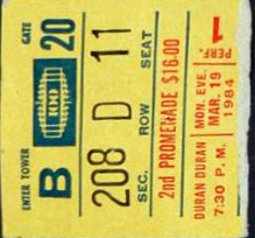 ENTER TOWER
B
100
GATE
20
208 D 11
SEC. ROW SEAT
2nd PROMENADE $16.00
DURAN DURAN
MON. EVE.
MAR. 19
1984
7:30 P.M.
PERF.
1